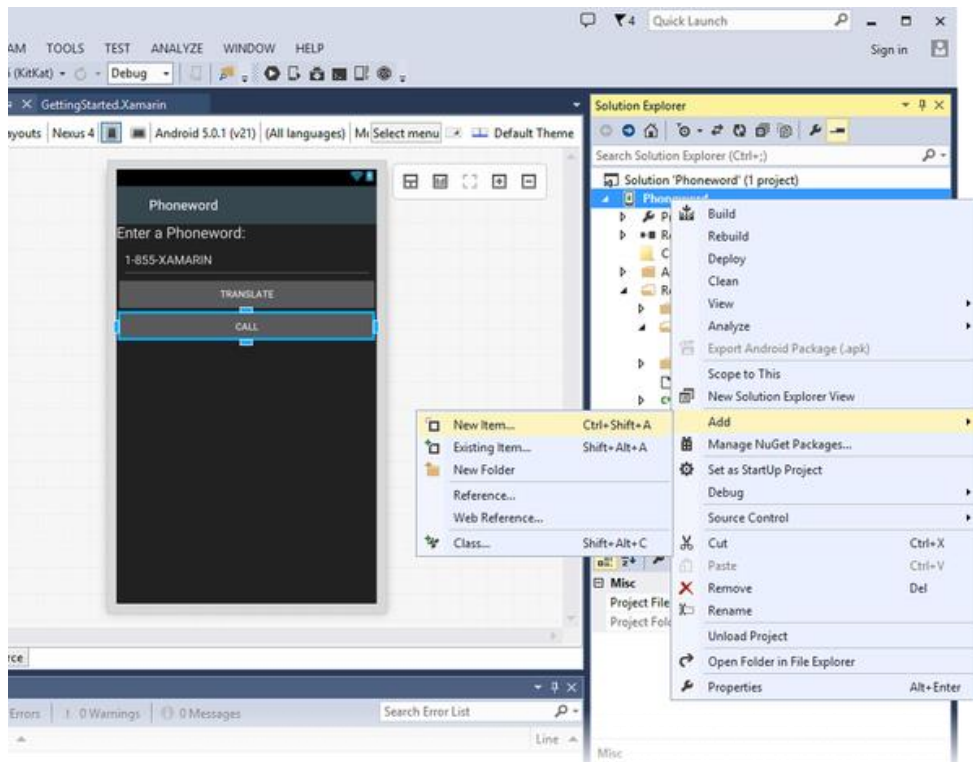 4 Quick Launch
AM TOOLS TEST ANALYZE WINDOW HELP
Sign in
(KitKat) Debug
GettingStarted.Xamarin
Solution Explorer
ayouts Nexus 4 Android 5.0.1 (v21) (All languages) Select menu Default Theme
Search Solution Explorer (Ctrl+;)
Solution 'Phoneword' (1 project)
Phoneword
Phoneword
Enter a Phoneword:
1-855-XAMARIN
TRANSLATE
CALL
Build
Rebuild
Deploy
Clean
View
Analyze
Export Android Package (.apk)
Scope to This
New Solution Explorer View
Add
Manage NuGet Packages...
Set as StartUp Project
Debug
Source Control
Cut Ctrl+X
Paste Ctrl+V
Remove Del
Rename
Unload Project
Open Folder in File Explorer
Properties Alt+Enter
New Item... Ctrl+Shift+A
Existing Item... Shift+Alt+A
New Folder
Reference...
Web Reference...
Class... Shift+Alt+C
Misc
Project File
Project Fold
rce
Errors 0 Warnings 0 Messages
Search Error List
Line
Misc